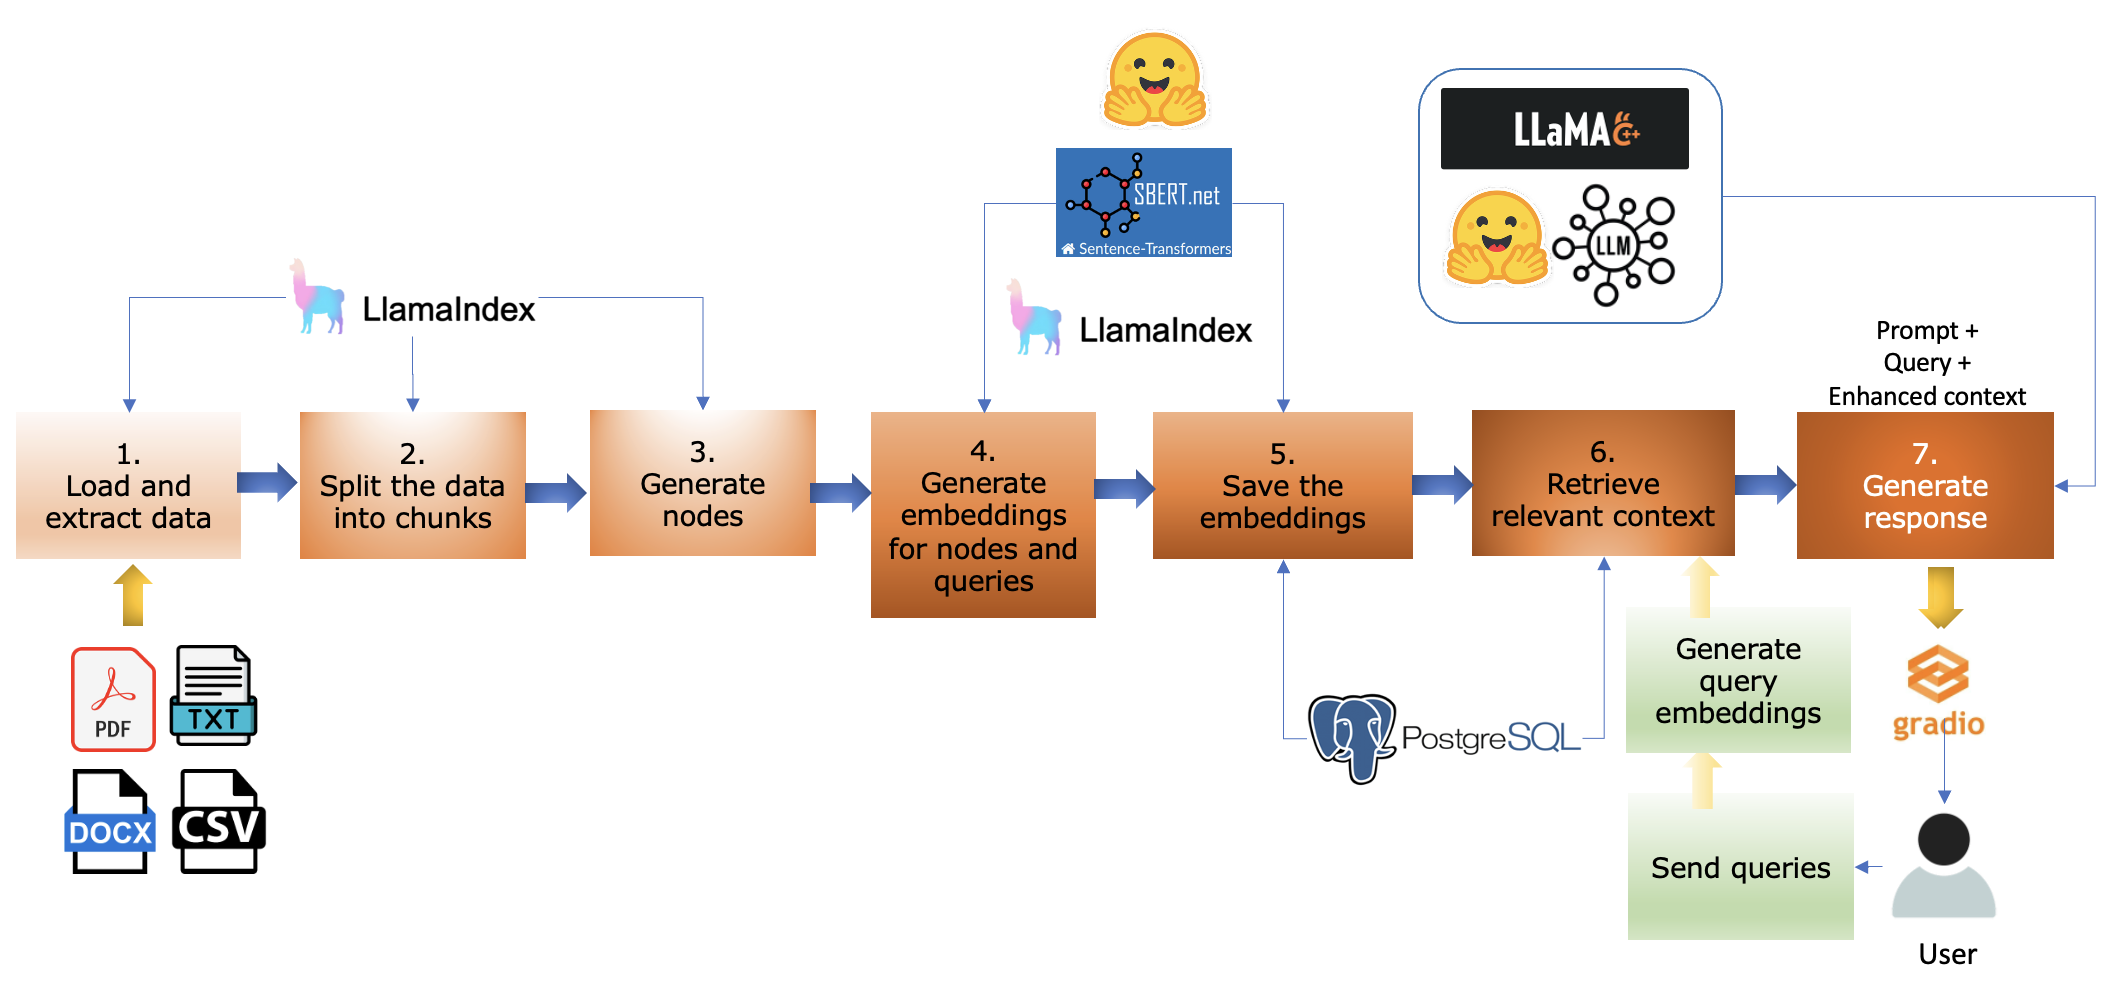 SBERT.net
Sentence-Transformers
LLaMA C++
LLM
LlamaIndex
LlamaIndex
Prompt +
Query +
Enhanced context
1.
Load and
extract data
2.
Split the data
into chunks
3.
Generate
nodes
4.
Generate
embeddings
for nodes and
queries
5.
Save the
embeddings
6.
Retrieve
relevant context
7.
Generate
response
PDF
TXT
DOCX
CSV
PostgreSQL
Generate
query
embeddings
gradio
Send queries
User